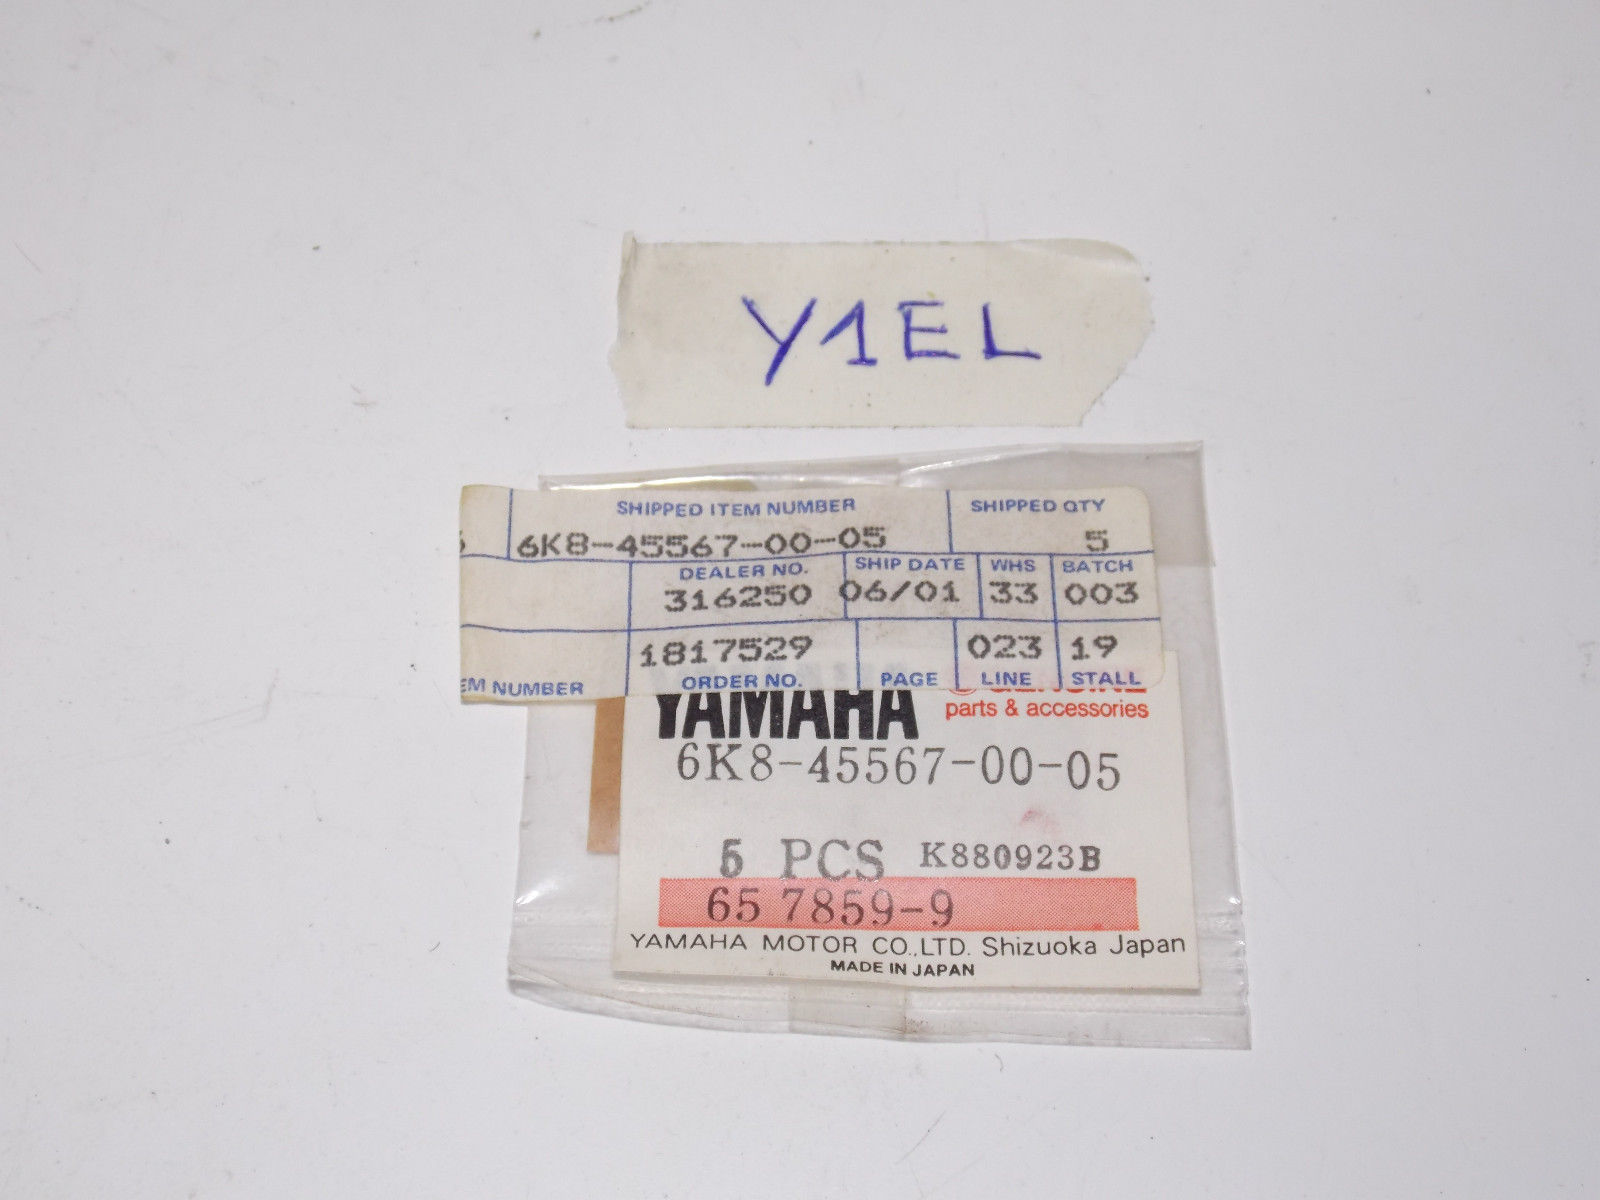 Y1EL
SHIPPED ITEM NUMBER SHIPPED QTY
6K8-45567-00-05 5
DEALER NO. SHIP DATE WHS BATCH
316250 06/01 33 003
1817529 023 19
NUMBER ORDER NO. PAGE LINE STALL
YAMAHA GENUINE
parts & accessories
6K8-45567-00-05
5 PCS K880923B
65 7859-9
YAMAHA MOTOR CO.,LTD. Shizuoka Japan
MADE IN JAPAN